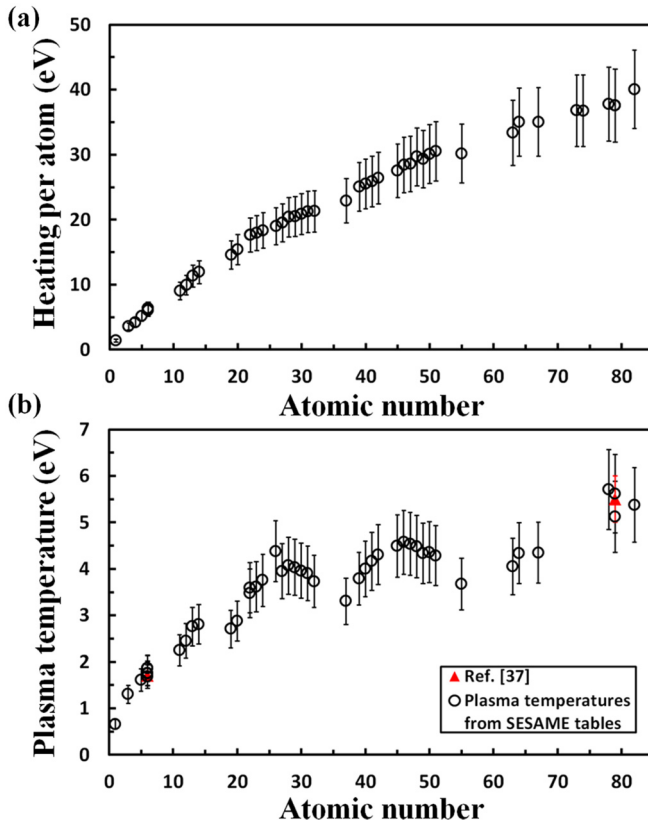 (a)
50
40
30
20
10
0
Heating per atom (eV)
0 10 20 30 40 50 60 70 80
Atomic number
(b)
7
6
5
4
3
2
1
0
Plasma temperature (eV)
Ref. [37]
Plasma temperatures
from SESAME tables
0 10 20 30 40 50 60 70 80
Atomic number